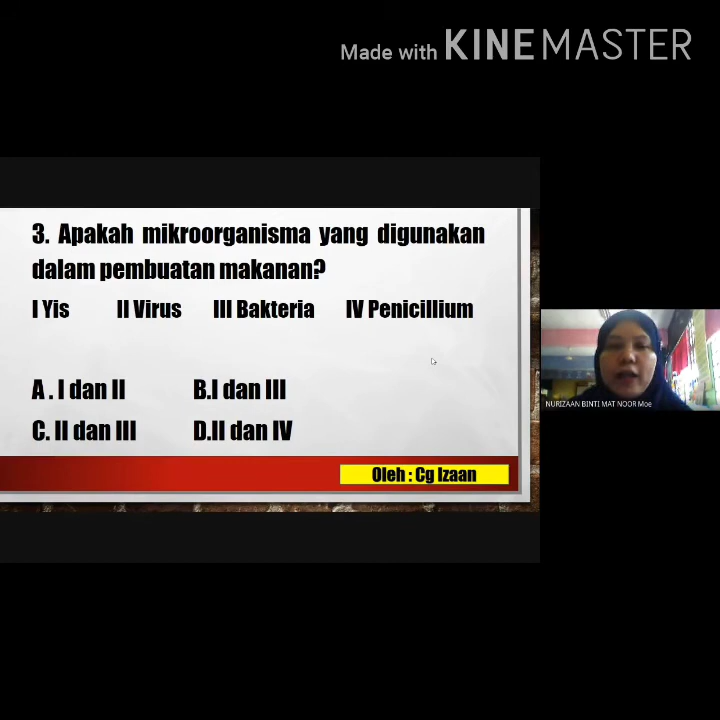 Made with KINEMASTER
3. Apakah mikroorganisma yang digunakan
dalam pembuatan makanan?
I Yis II Virus III Bakteria IV Penicillium
A . I dan II B.I dan III
C. II dan III D.II dan IV
Oleh : Cg Izaan
NURIZAAN BINTI MAT NOOR Moe